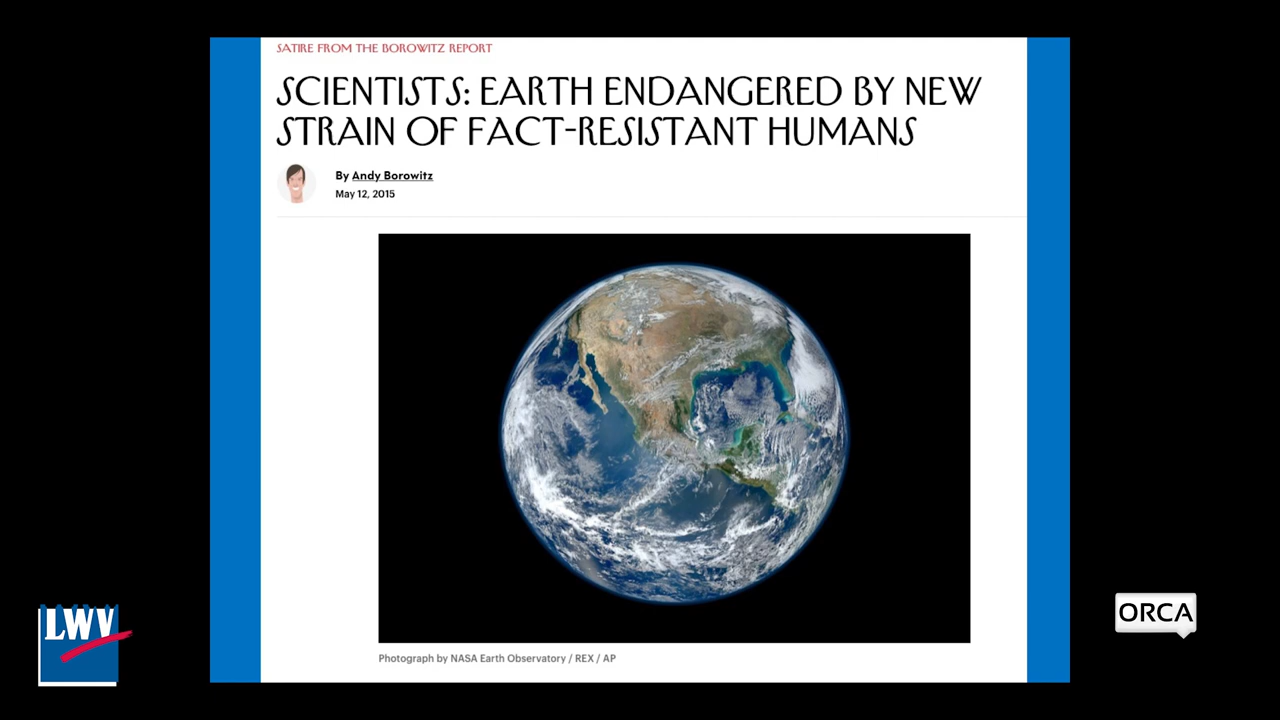 SATIRE FROM THE BOROWITZ REPORT
SCIENTISTS: EARTH ENDANGERED BY NEW
STRAIN OF FACT-RESISTANT HUMANS
By Andy Borowitz
May 12, 2015
Photograph by NASA Earth Observatory / REX / AP
LWV
ORCA